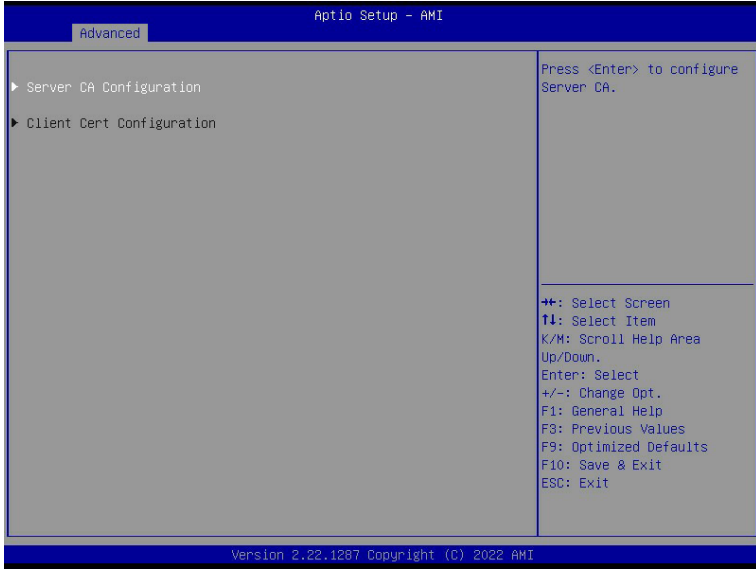 Aptio Setup – AMI
Advanced
▶ Server CA Configuration
▶ Client Cert Configuration
Press <Enter> to configure
Server CA.
→←: Select Screen
↑↓: Select Item
K/M: Scroll Help Area
Up/Down.
Enter: Select
+/-: Change Opt.
F1: General Help
F3: Previous Values
F9: Optimized Defaults
F10: Save & Exit
ESC: Exit
Version 2.22.1287 Copyright (C) 2022 AMI